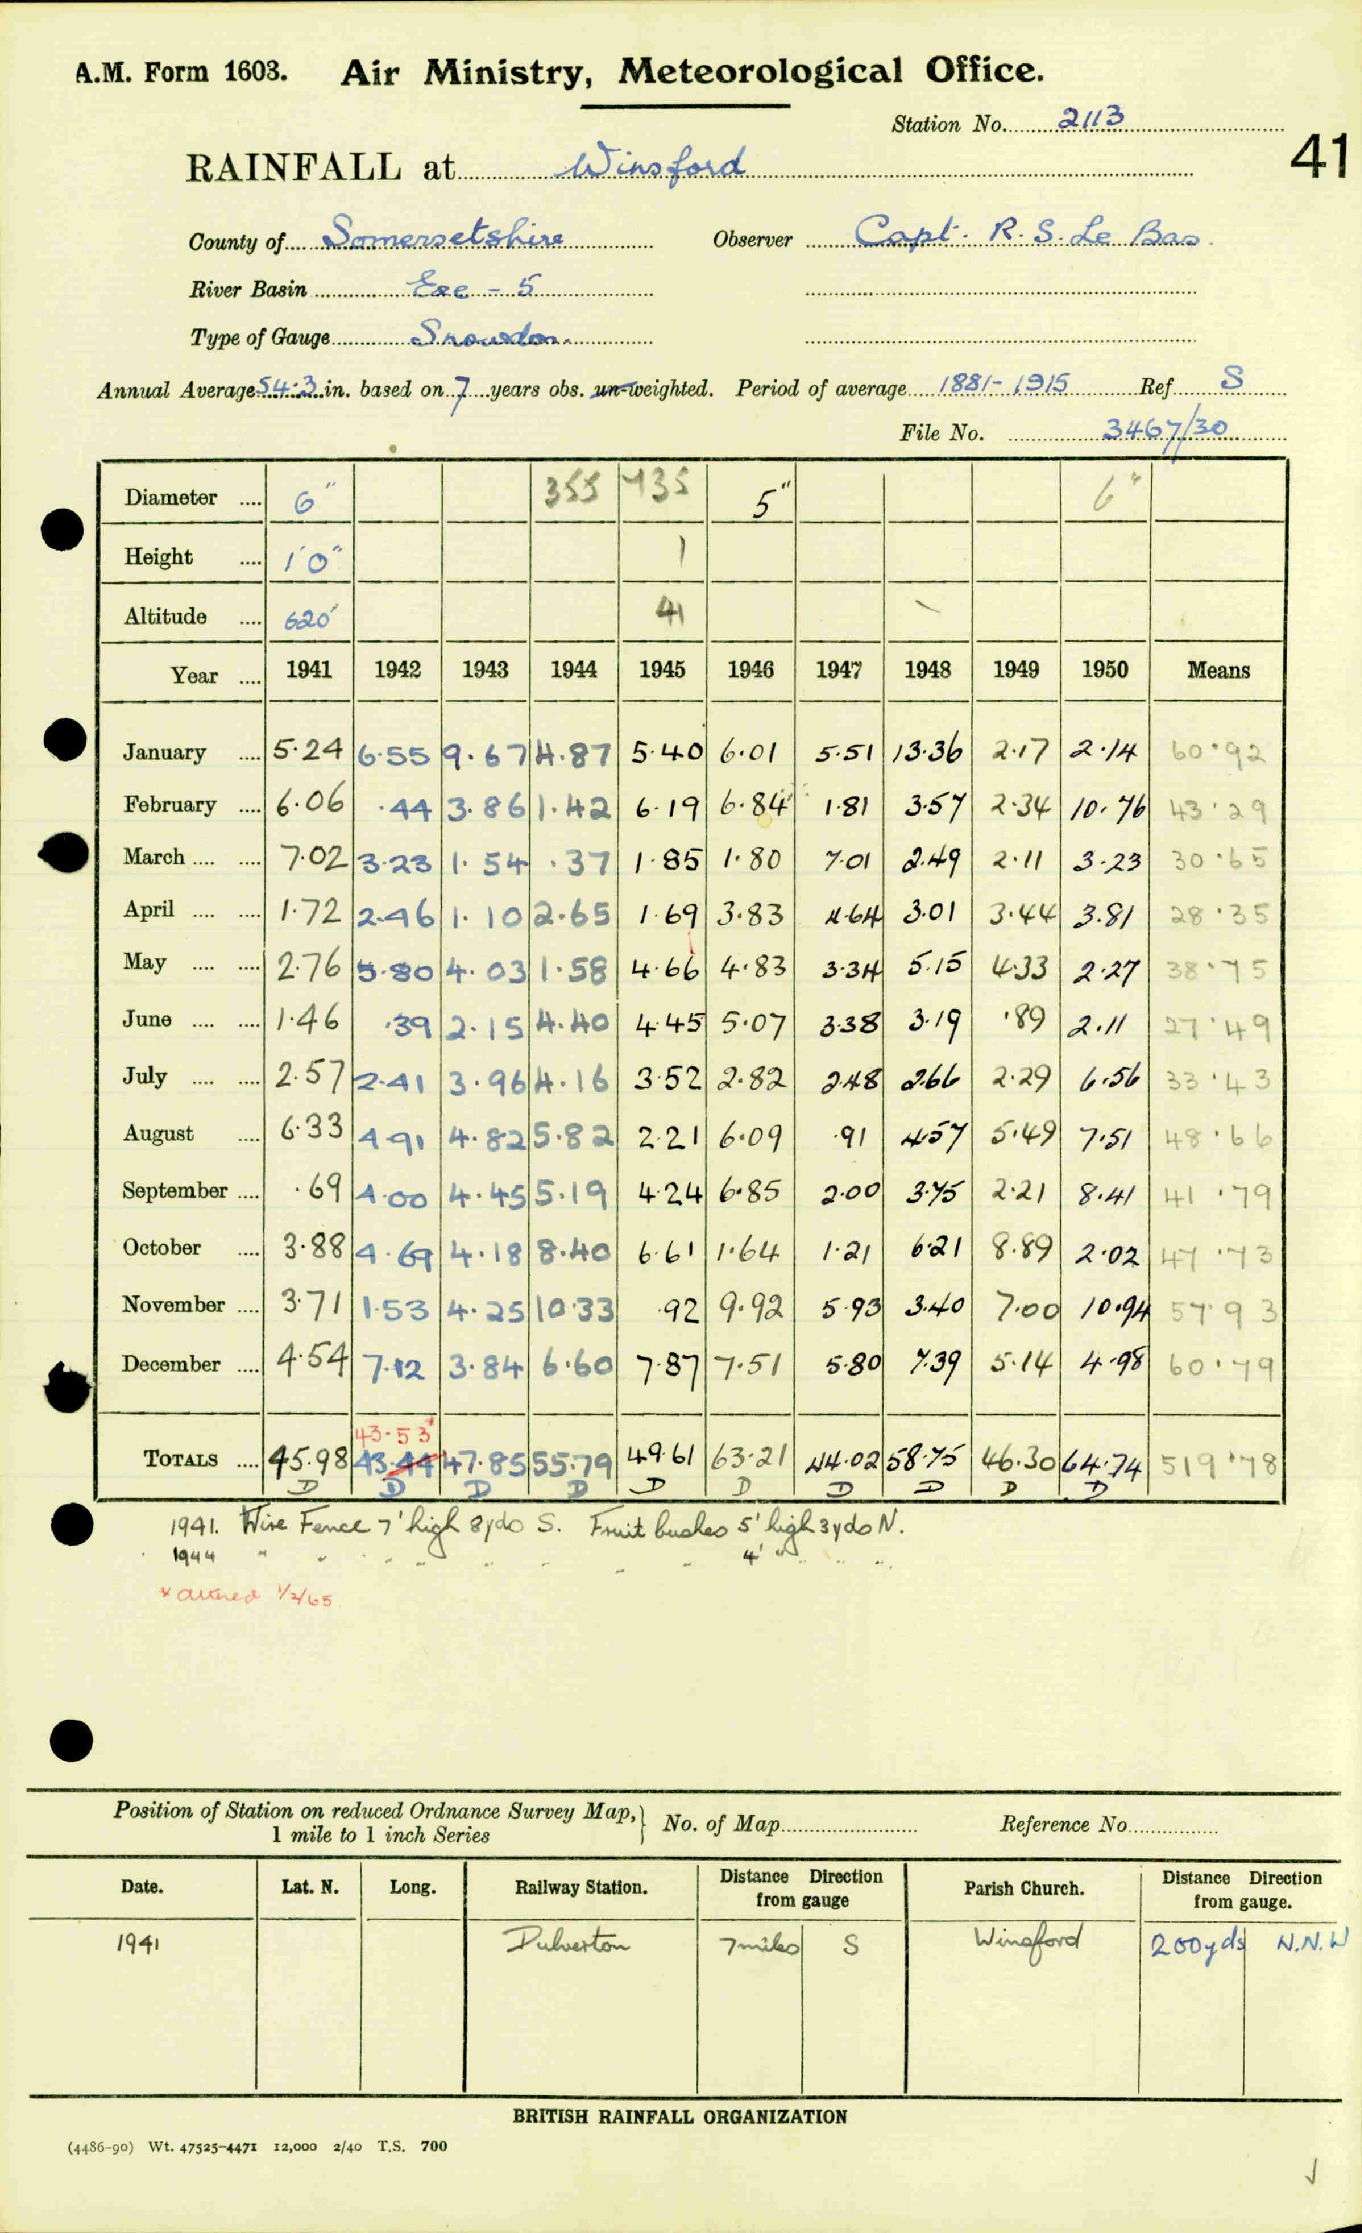 A.M. Form 1603. Air Ministry, Meteorological Office.
Station No. 2113
41
RAINFALL at Winsford
County of Somersetshire Observer Capt. R. S. Le Bas.
River Basin Exe - 5
Type of Gauge Snowdon.
Annual Average 54.3 in. based on 7 years obs. un-weighted. Period of average 1881-1915 Ref S
File No. 3467/30
Diameter .... 6" 355 435 5" 6"
Height .... 1'0" 1
Altitude .... 620' 41
Year .... 1941 1942 1943 1944 1945 1946 1947 1948 1949 1950 Means
January .... 5.24 6.55 9.67 4.87 5.40 6.01 5.51 13.36 2.17 2.14 60.92
February .... 6.06 .44 3.86 1.42 6.19 6.84 1.81 3.57 2.34 10.76 43.29
March .... .... 7.02 3.23 1.54 .37 1.85 1.80 7.01 2.49 2.11 3.23 30.65
April .... .... 1.72 2.46 1.10 2.65 1.69 3.83 4.64 3.01 3.44 3.81 28.35
May .... .... 2.76 5.80 4.03 1.58 4.66 4.83 3.34 5.15 4.33 2.27 38.75
June .... .... 1.46 .39 2.15 4.40 4.45 5.07 3.38 3.19 .89 2.11 27.49
July .... .... 2.57 2.41 3.96 4.16 3.52 2.82 2.48 2.66 2.29 6.56 33.43
August .... 6.33 4.91 4.82 5.82 2.21 6.09 .91 4.57 5.49 7.51 48.66
September .... .69 4.00 4.45 5.19 4.24 6.85 2.00 3.75 2.21 8.41 41.79
October .... 3.88 4.69 4.18 8.40 6.61 1.64 1.21 6.21 8.89 2.02 47.73
November .... 3.71 1.53 4.25 10.33 .92 9.92 5.93 3.40 7.00 10.94 57.93
December .... 4.54 7.12 3.84 6.60 7.87 7.51 5.80 7.39 5.14 4.98 60.79
43.53*
TOTALS .... 45.98 43.44 47.85 55.79 49.61 63.21 44.02 58.75 46.30 64.74 519.78
D D D D D D D D D D
1941. Wire Fence 7' high 8yds S. Fruit bushes 5' high 3yds N.
1944 " " " " " " " 4' " " "
* 1/2/65
Position of Station on reduced Ordnance Survey Map, } No. of Map Reference No.
1 mile to 1 inch Series
Date. Lat. N. Long. Railway Station. Distance Direction from gauge Parish Church. Distance Direction from gauge.
1941 Dulverton 7miles S Winsford 200yds N.N.W
BRITISH RAINFALL ORGANIZATION
(4486-90) Wt. 47525-4471 12,000 2/40 T.S. 700